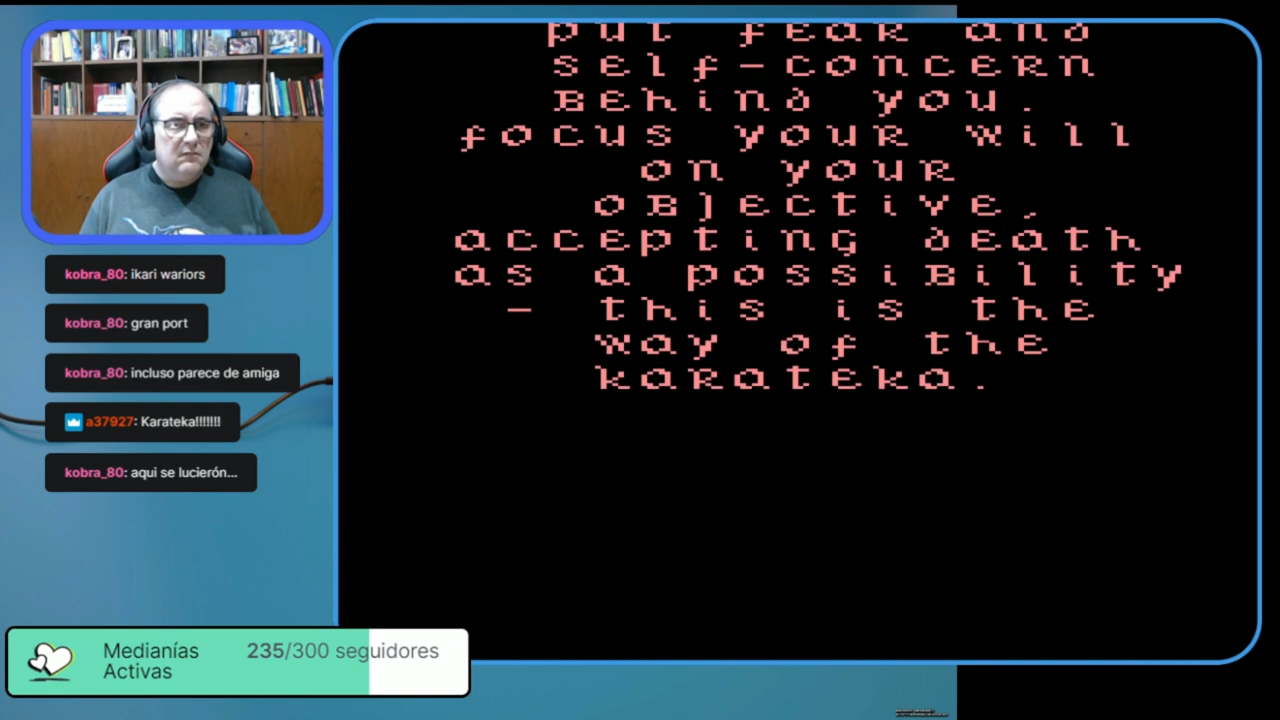 put fear and
self-concern
behind you.
focus your will
on your
objective,
accepting death
as a possibility
- this is the
way of the
karateka.
kobra_80: ikari wariors
kobra_80: gran port
kobra_80: incluso parece de amiga
a37927: Karateka!!!!!!!
kobra_80: aqui se lucierón...
Medianías 235/300 seguidores
Activas